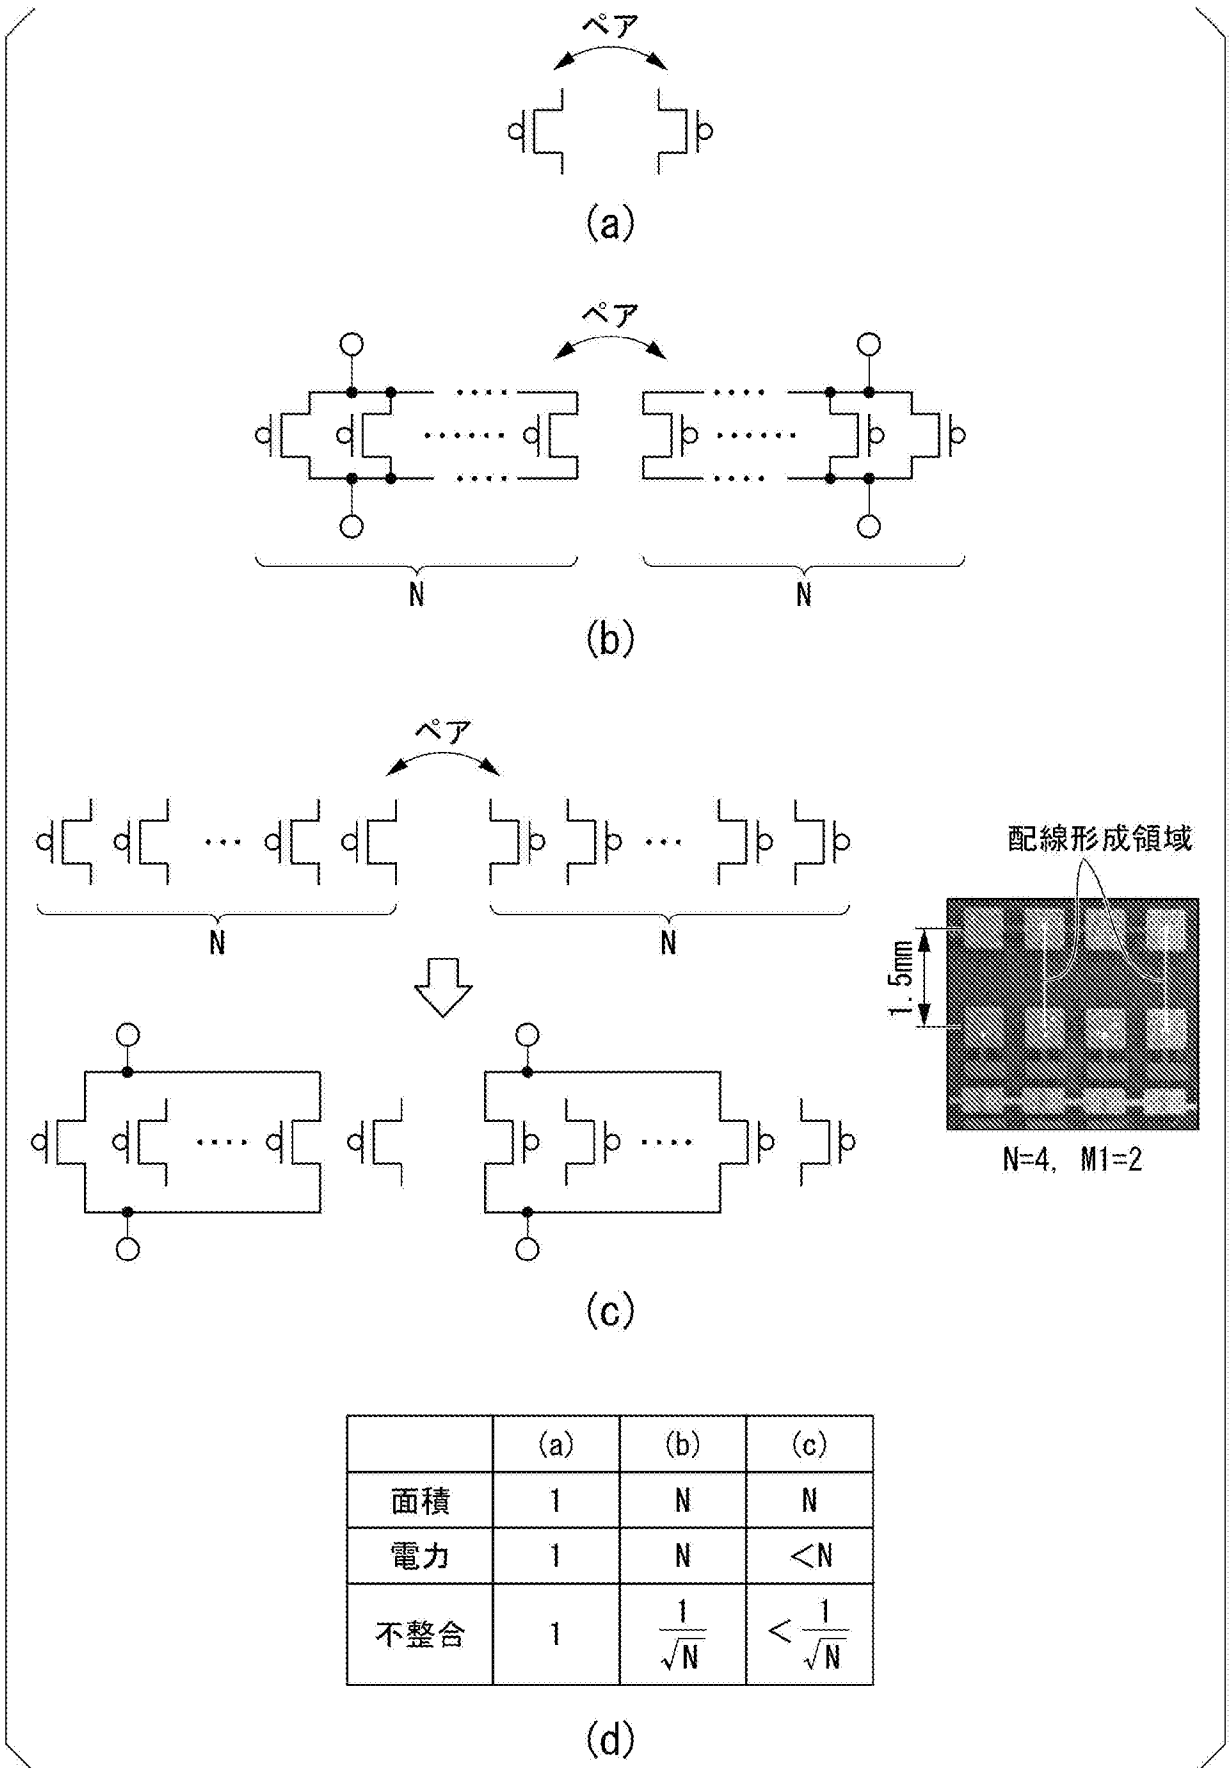 ペア
(a)
ペア
N N
(b)
ペア
N N
配線形成領域
1.5mm
N=4, M1=2
(c)
(a) (b) (c)
面積 1 N N
電力 1 N <N
不整合 1 1/√N <1/√N
(d)